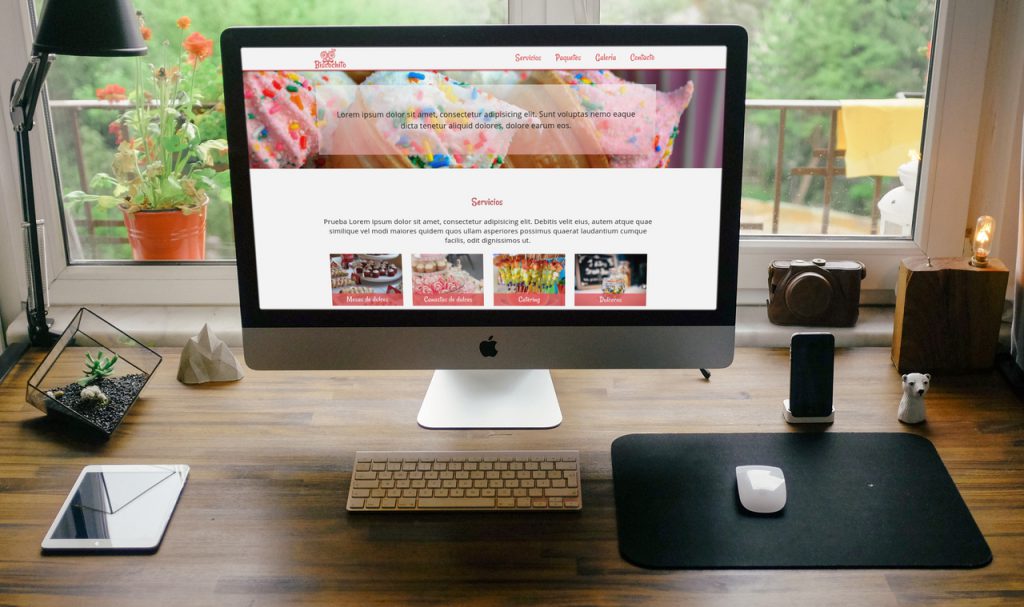 Biscochito
Servicios Paquetes Galería Contacto
Lorem ipsum dolor sit amet, consectetur adipisicing elit. Sunt voluptas nemo eaque
dicta tenetur aliquid dolores, dolore earum eos.
Servicios
Prueba Lorem ipsum dolor sit amet, consectetur adipisicing elit. Debitis velit eius, autem atque quae
similique vel modi maiores quidem quos ullam asperiores possimus quaerat laudantium cumque
facilis, odit dignissimos ut.
Mesas de dulces Canastas de dulces Catering Dulceros